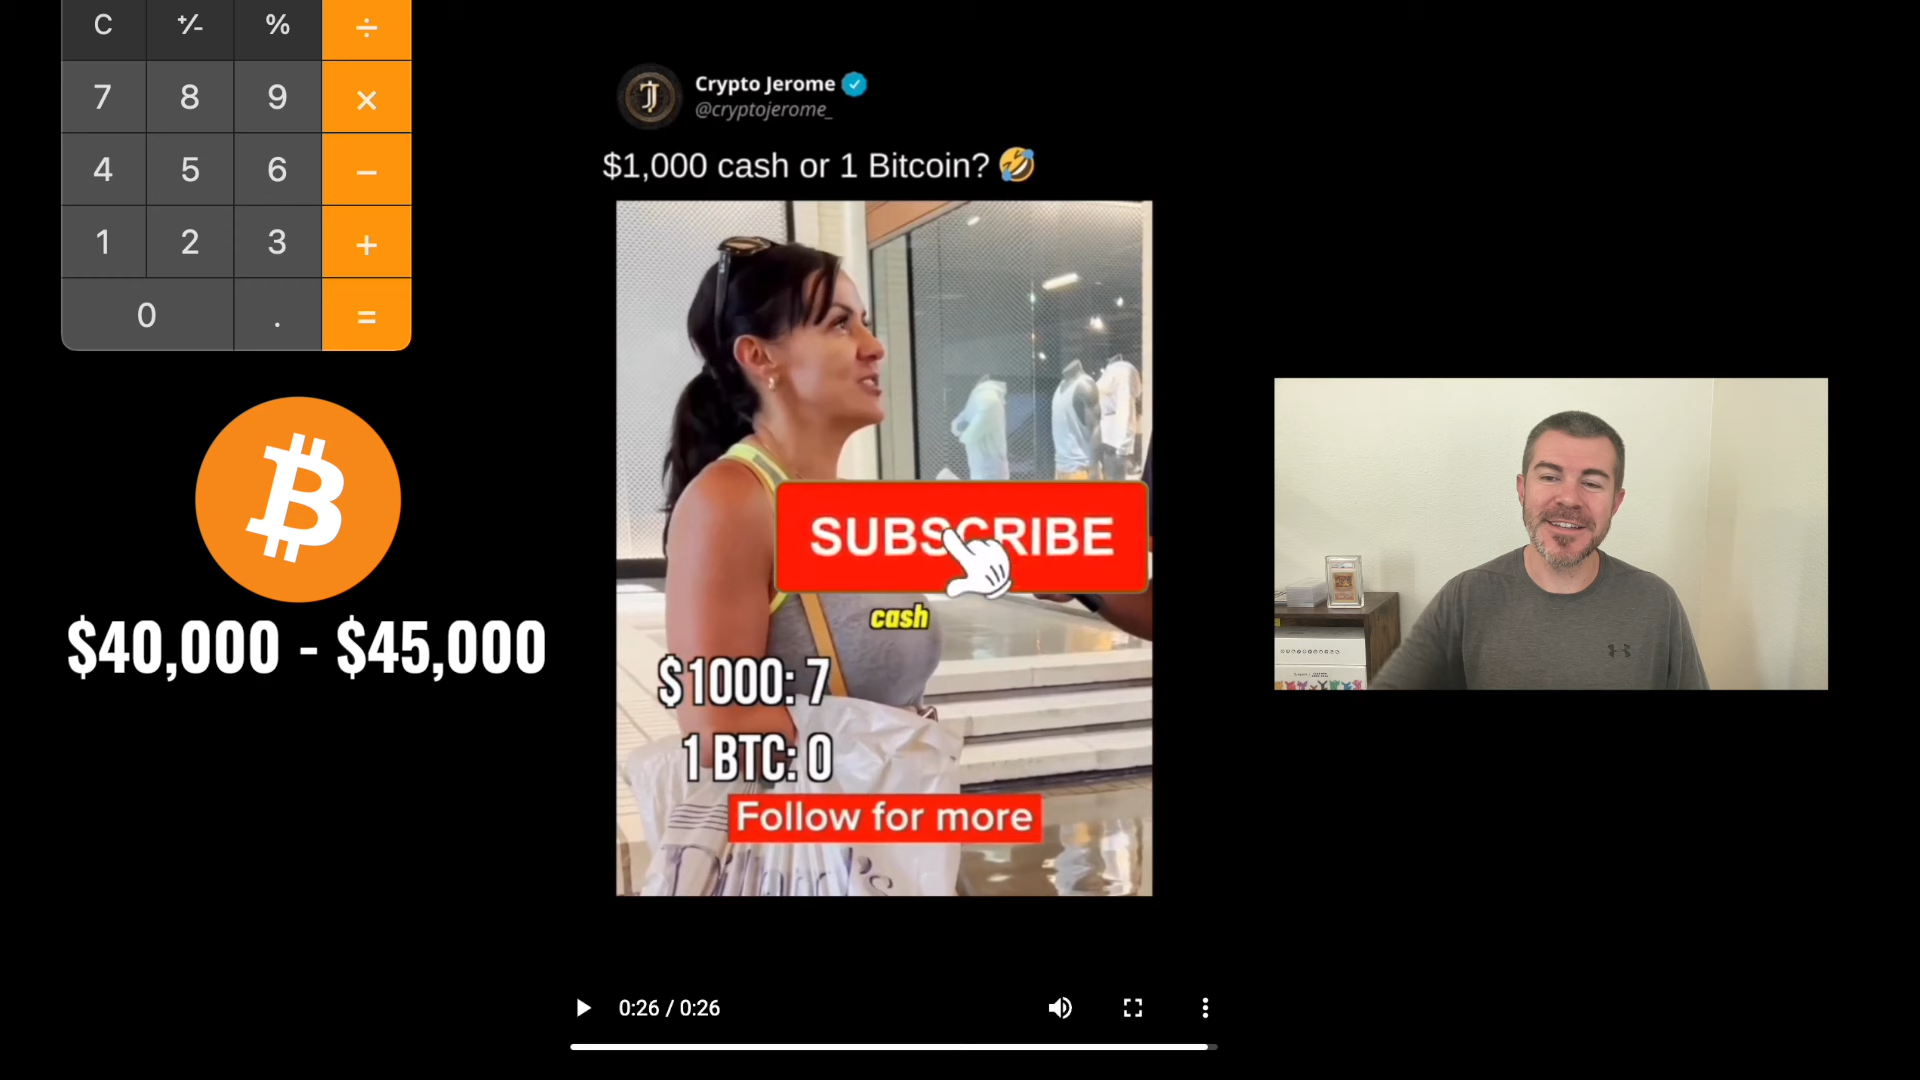 C +/- % ÷
7 8 9 ×
4 5 6 −
1 2 3 +
0 . =
₿
$40,000 - $45,000
Crypto Jerome
@cryptojerome_
$1,000 cash or 1 Bitcoin? 🤣
SUBSCRIBE
cash
$1000: 7
1 BTC: 0
Follow for more
0:26 / 0:26